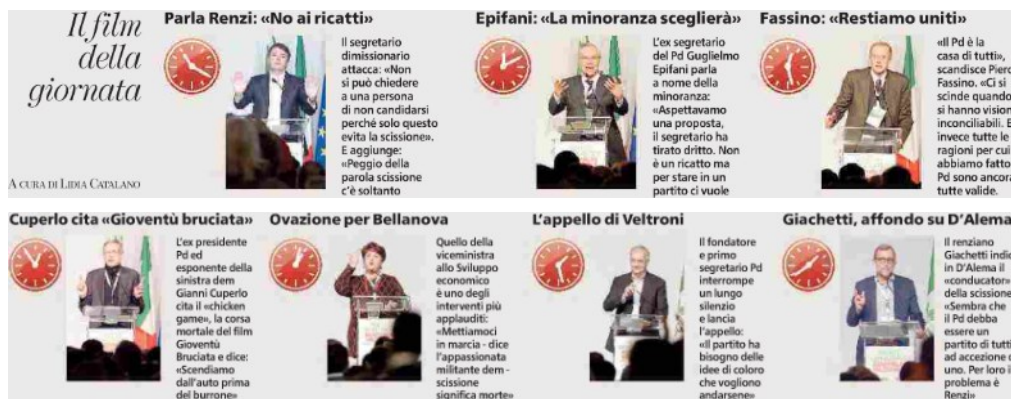 Il film
della
giornata
A CURA DI LIDIA CATALANO
Parla Renzi: «No ai ricatti»
Il segretario
dimissionario
attacca: «Non
si può chiedere
a una persona
di non candidarsi
perché solo questo
evita la scissione».
E aggiunge:
«Peggio della
parola scissione
c'è soltanto
Epifani: «La minoranza sceglierà»
L'ex segretario
del Pd Guglielmo
Epifani parla
a nome della
minoranza:
«Aspettavamo
una proposta,
il segretario ha
tirato dritto. Non
è un ricatto ma
per stare in un
partito ci vuole
Fassino: «Restiamo uniti»
«Il Pd è la
casa di tutti»,
scandisce Piero
Fassino. «Ci si
scinde quando
si hanno vision
inconciliabili. E
invece tutte le
ragioni per cui
abbiamo fatto
Pd sono ancora
tutte valide.
Cuperlo cita «Gioventù bruciata»
L'ex presidente
Pd ed
esponente della
sinistra dem
Gianni Cuperlo
cita il «chicken
game», la corsa
mortale del film
Gioventù
Bruciata e dice:
«Scendiamo
dall'auto prima
del burrone»
Ovazione per Bellanova
Quello della
viceministra
allo Sviluppo
economico
è uno degli
interventi più
applauditi:
«Mettiamoci
in marcia - dice
l'appassionata
militante dem -
scissione
significa morte»
L'appello di Veltroni
Il fondatore
e primo
segretario Pd
interrompe
un lungo
silenzio
e lancia
l'appello:
«Il partito ha
bisogno delle
idee di coloro
che vogliono
andarsene»
Giachetti, affondo su D'Alema
Il renziano
Giachetti indic
in D'Alema il
«conducator»
della scissione
«Sembra che
il Pd debba
essere un
partito di tutti
ad accezione d
uno. Per loro il
problema è
Renzi»